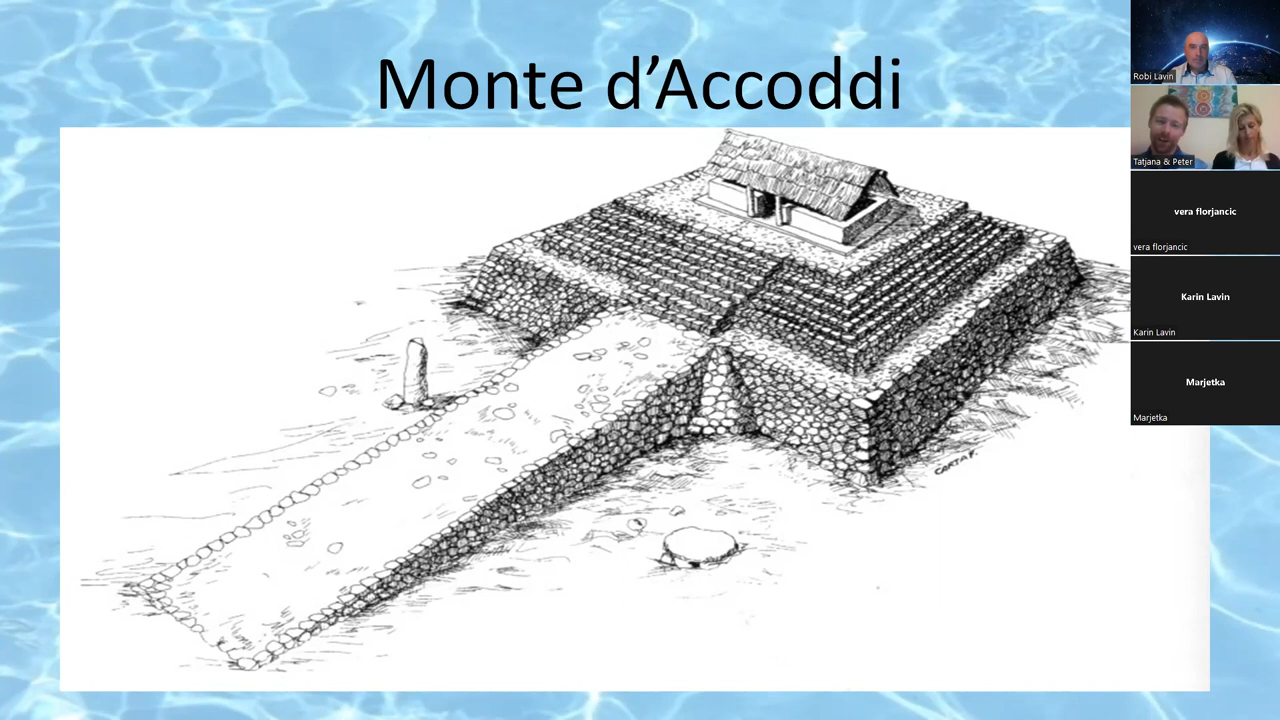 Monte d’Accoddi
Robi Lavin
Tatjana & Peter
vera florjancic
vera florjancic
Karin Lavin
Karin Lavin
Marjetka
Marjetka